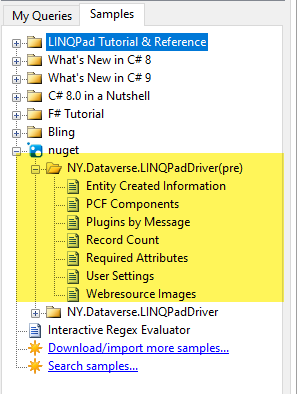 My Queries Samples
LINQPad Tutorial & Reference
What's New in C# 8
What's New in C# 9
C# 8.0 in a Nutshell
F# Tutorial
Bling
nuget
NY.Dataverse.LINQPadDriver(pre)
Entity Created Information
PCF Components
Plugins by Message
Record Count
Required Attributes
User Settings
Webresource Images
NY.Dataverse.LINQPadDriver
Interactive Regex Evaluator
Download/import more samples...
Search samples...